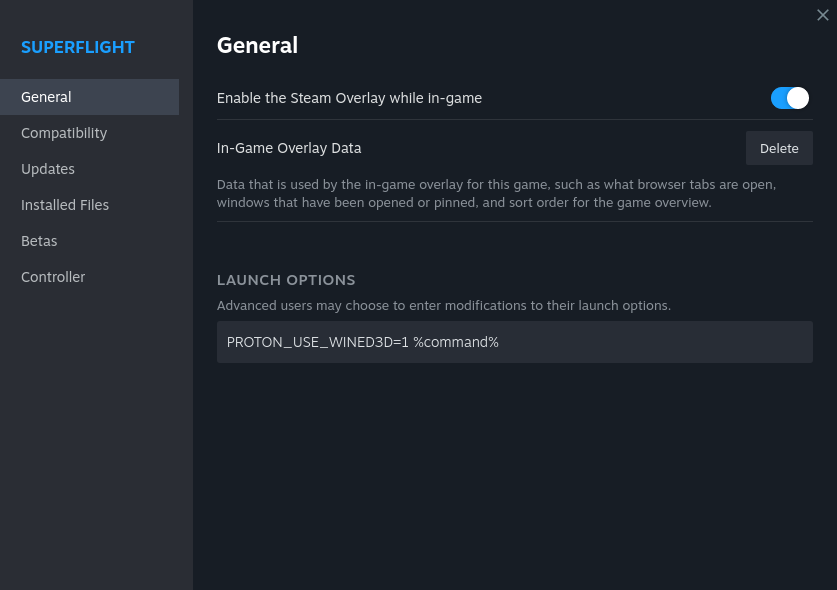 SUPERFLIGHT
General
Compatibility
Updates
Installed Files
Betas
Controller
General
Enable the Steam Overlay while in-game
In-Game Overlay Data
Delete
Data that is used by the in-game overlay for this game, such as what browser tabs are open,
windows that have been opened or pinned, and sort order for the game overview.
LAUNCH OPTIONS
Advanced users may choose to enter modifications to their launch options.
PROTON_USE_WINED3D=1 %command%